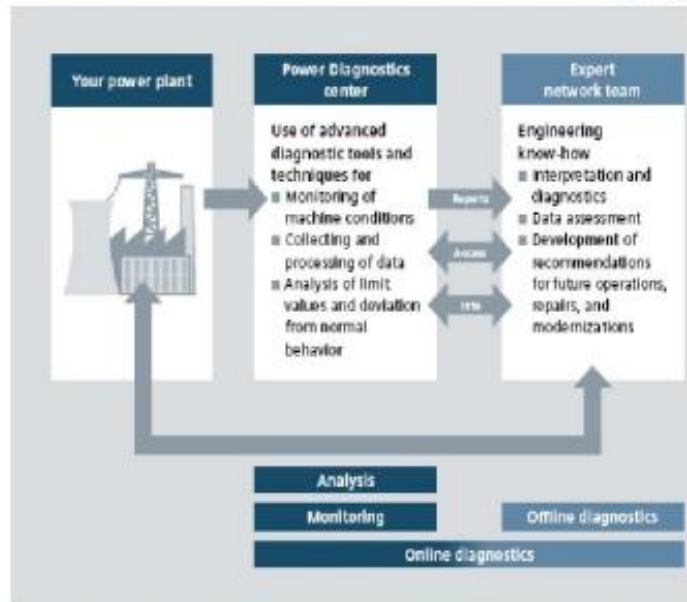 Your power plant
Power Diagnostics
center
Use of advanced
diagnostic tools and
techniques for
■ Monitoring of
machine conditions
■ Collecting and
processing of data
■ Analysis of limit
values and deviation
from normal
behavior
Reports
Access
Info
Expert
network team
Engineering
know-how
■ Interpretation and
diagnostics
■ Data assessment
■ Development of
recommendations
for future operations,
repairs, and
modernizations
Analysis
Monitoring
Offline diagnostics
Online diagnostics